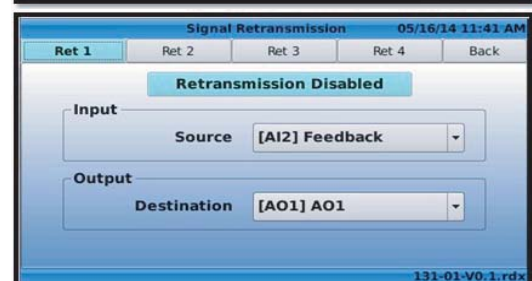 Signal Retransmission 05/16/14 11:41 AM
Ret 1 Ret 2 Ret 3 Ret 4 Back
Retransmission Disabled
Input
Source [AI2] Feedback
Output
Destination [AO1] AO1
131-01-V0.1.rdx